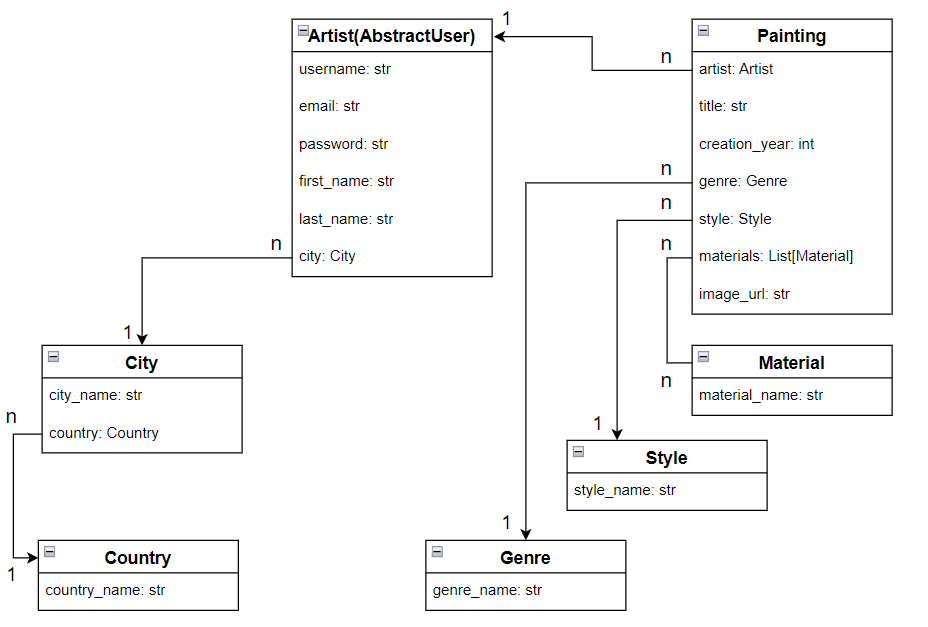 Artist(AbstractUser)
username: str
email: str
password: str
first_name: str
last_name: str
city: City
1
n
Painting
artist: Artist
title: str
creation_year: int
genre: Genre
style: Style
materials: List[Material]
image_url: str
n
n
n
n
1
City
city_name: str
country: Country
n
n
Material
material_name: str
1
Style
style_name: str
1
Country
country_name: str
1
Genre
genre_name: str